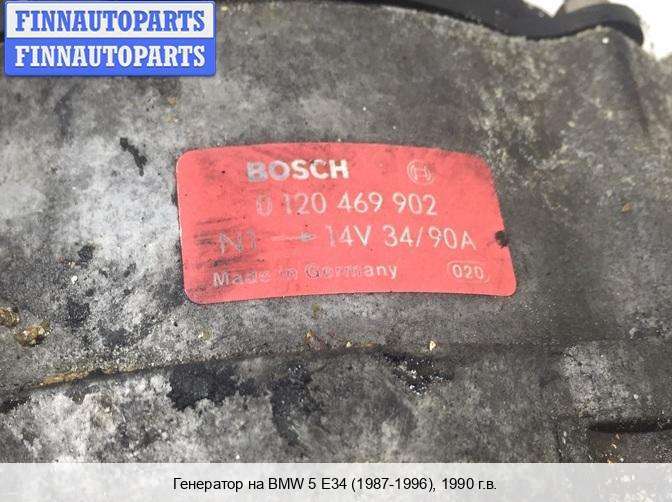 FINNAUTOPARTS
FINNAUTOPARTS
BOSCH
0 120 469 902
N1 → 14V 34/90A
Made in Germany 020
Генератор на BMW 5 E34 (1987-1996), 1990 г.в.